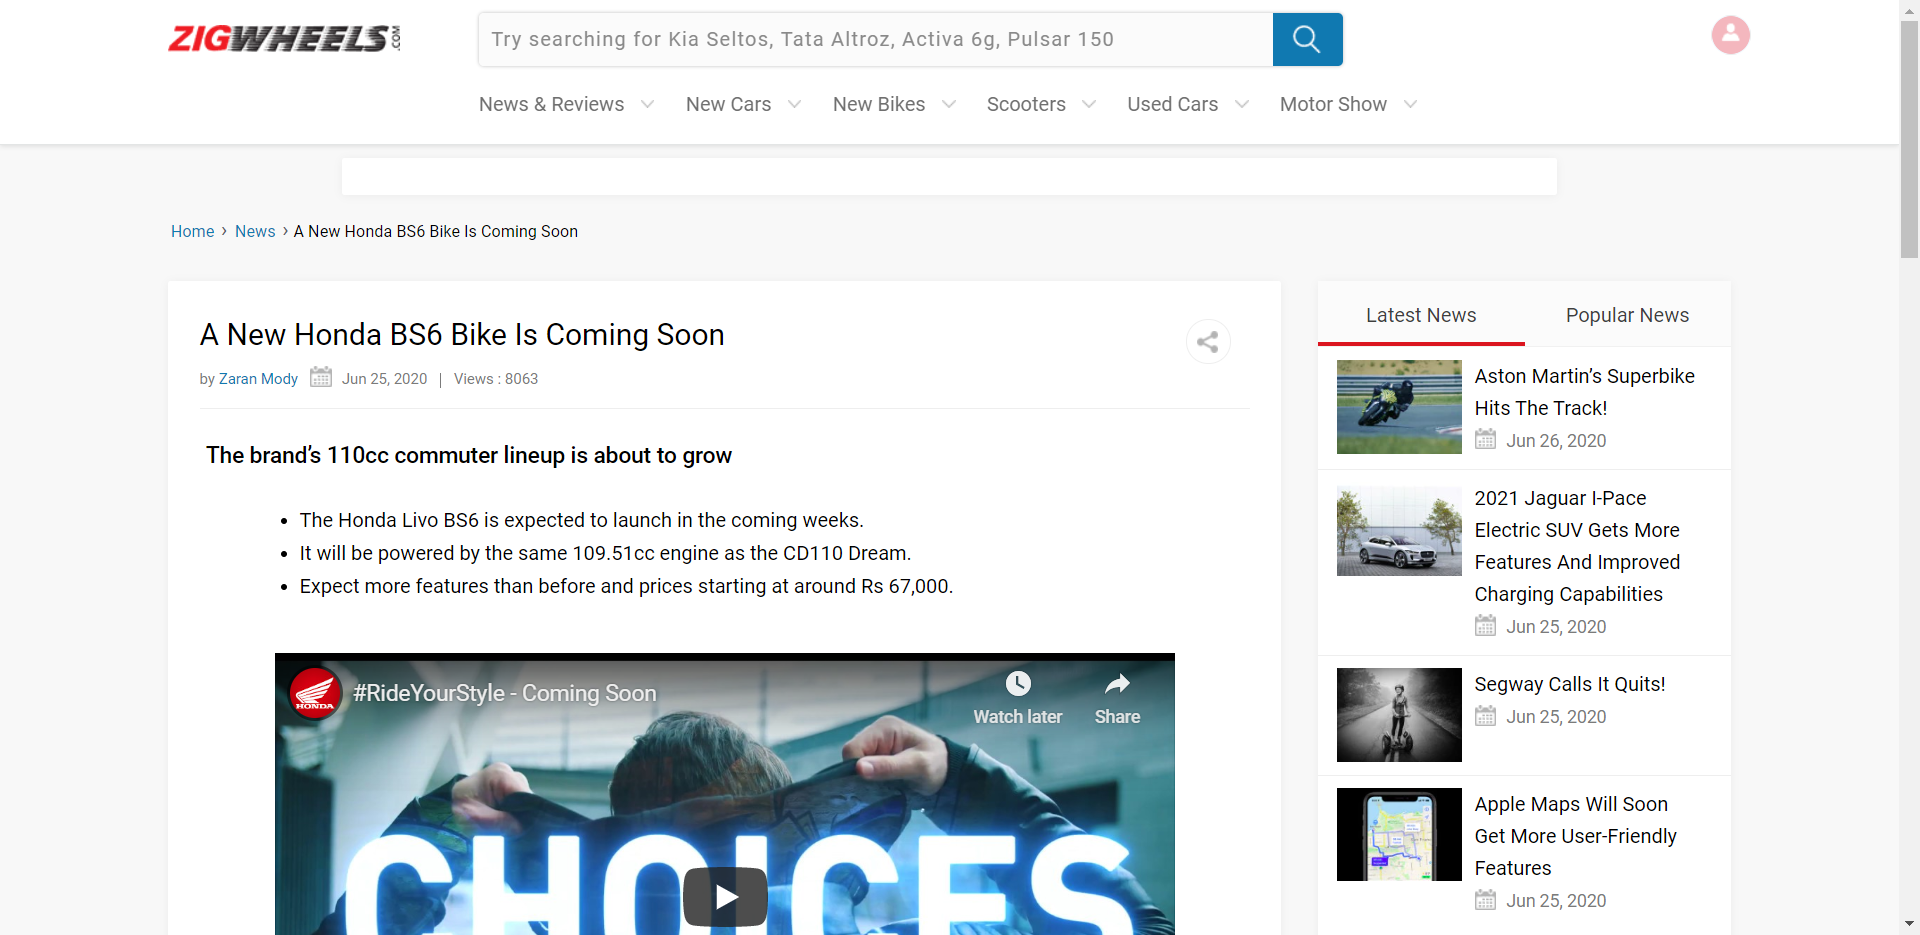 ZIGWHEELS.COM
Try searching for Kia Seltos, Tata Altroz, Activa 6g, Pulsar 150
News & Reviews New Cars New Bikes Scooters Used Cars Motor Show
Home › News › A New Honda BS6 Bike Is Coming Soon
A New Honda BS6 Bike Is Coming Soon
by Zaran Mody Jun 25, 2020 | Views : 8063
The brand’s 110cc commuter lineup is about to grow
• The Honda Livo BS6 is expected to launch in the coming weeks.
• It will be powered by the same 109.51cc engine as the CD110 Dream.
• Expect more features than before and prices starting at around Rs 67,000.
HONDA
#RideYourStyle - Coming Soon
Watch later Share
CHOICES
Latest News Popular News
Aston Martin’s Superbike
Hits The Track!
Jun 26, 2020
2021 Jaguar I-Pace
Electric SUV Gets More
Features And Improved
Charging Capabilities
Jun 25, 2020
Segway Calls It Quits!
Jun 25, 2020
Apple Maps Will Soon
Get More User-Friendly
Features
Jun 25, 2020